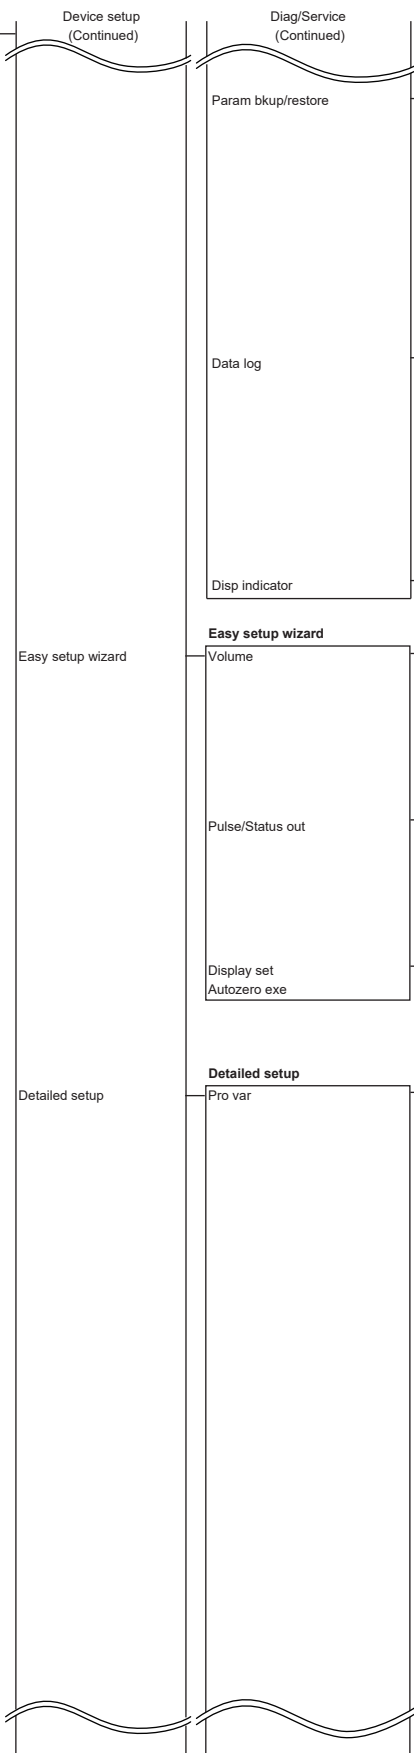 Device setup
(Continued)
Diag/Service
(Continued)
Param bkup/restore
Data log
Disp indicator
Easy setup wizard
Easy setup wizard
Volume
Pulse/Status out
Display set
Autozero exe
Detailed setup
Detailed setup
Pro var